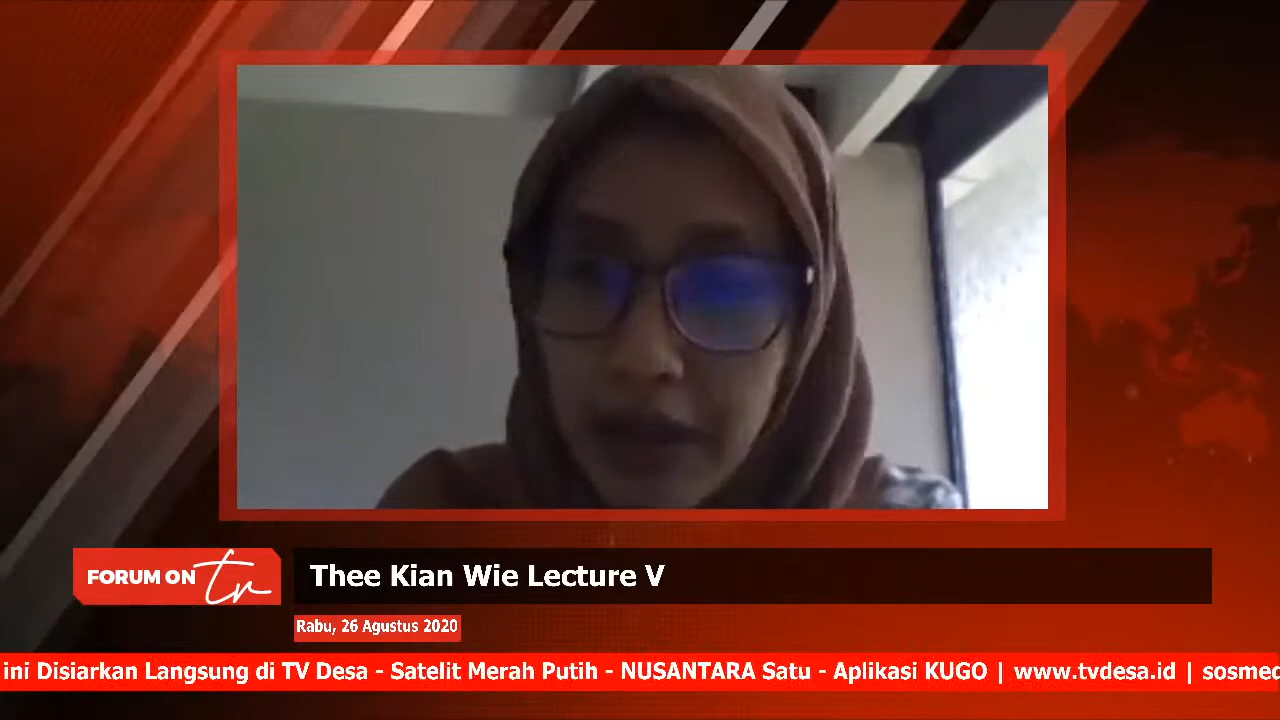 FORUM ON tr
Thee Kian Wie Lecture V
Rabu, 26 Agustus 2020
ini Disiarkan Langsung di TV Desa - Satelit Merah Putih - NUSANTARA Satu - Aplikasi KUGO | www.tvdesa.id | sosmed